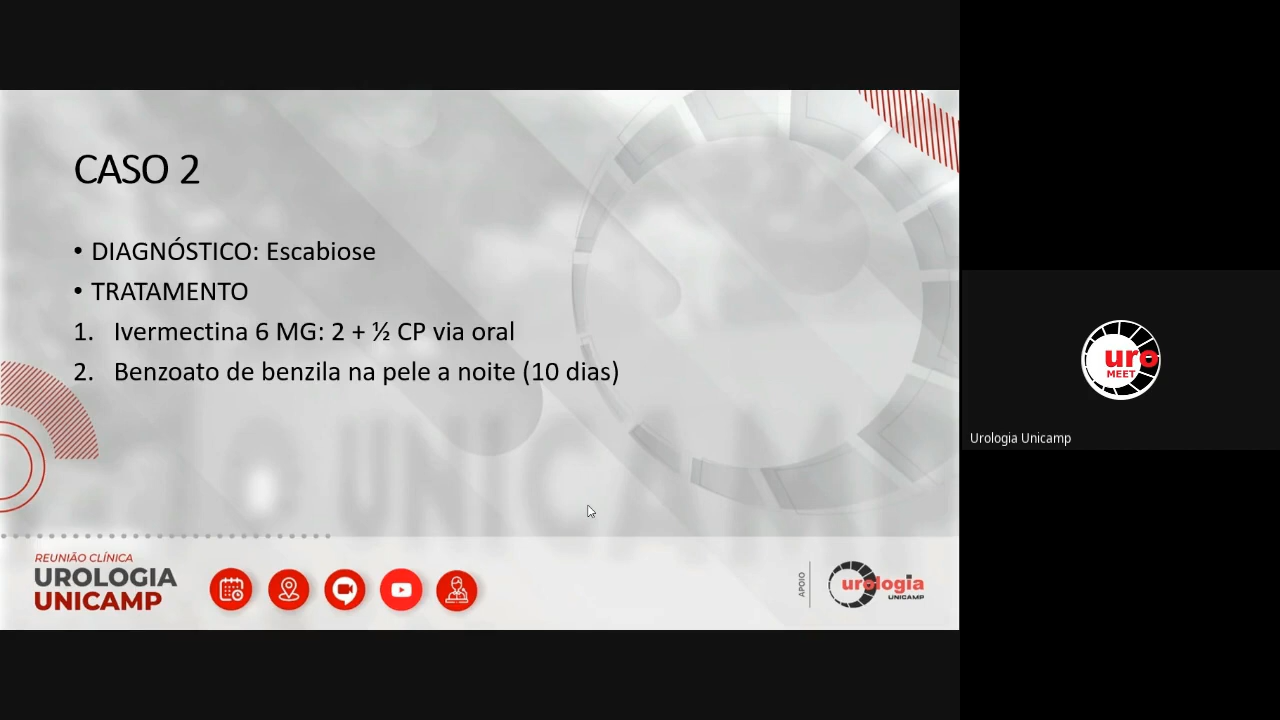 CASO 2
• DIAGNÓSTICO: Escabiose
• TRATAMENTO
1. Ivermectina 6 MG: 2 + ½ CP via oral
2. Benzoato de benzila na pele a noite (10 dias)
UNICAMP
REUNIÃO CLÍNICA
UROLOGIA
UNICAMP
APOIO
urologia
UNICAMP
uro
MEET
Urologia Unicamp